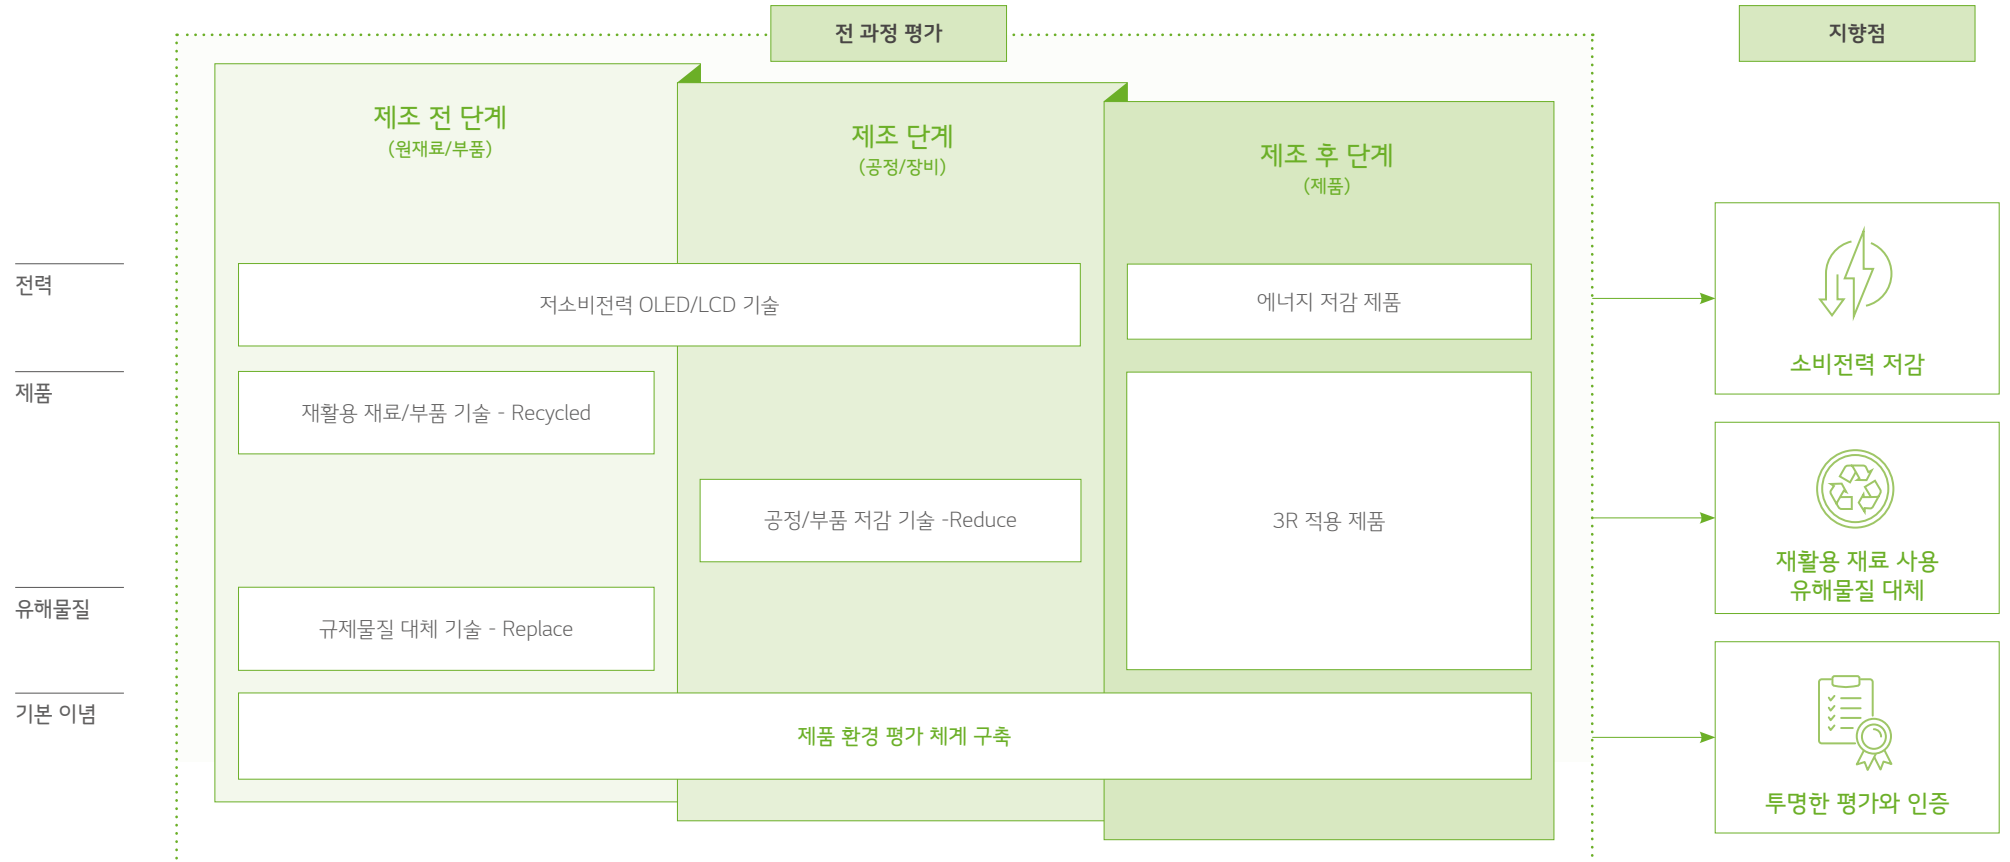 전 과정 평가
지향점
제조 전 단계
(원재료/부품)
제조 단계
(공정/장비)
제조 후 단계
(제품)
전력
저소비전력 OLED/LCD 기술
에너지 저감 제품
소비전력 저감
제품
재활용 재료/부품 기술 - Recycled
공정/부품 저감 기술 -Reduce
3R 적용 제품
재활용 재료 사용
유해물질 대체
유해물질
규제물질 대체 기술 - Replace
기본 이념
제품 환경 평가 체계 구축
투명한 평가와 인증